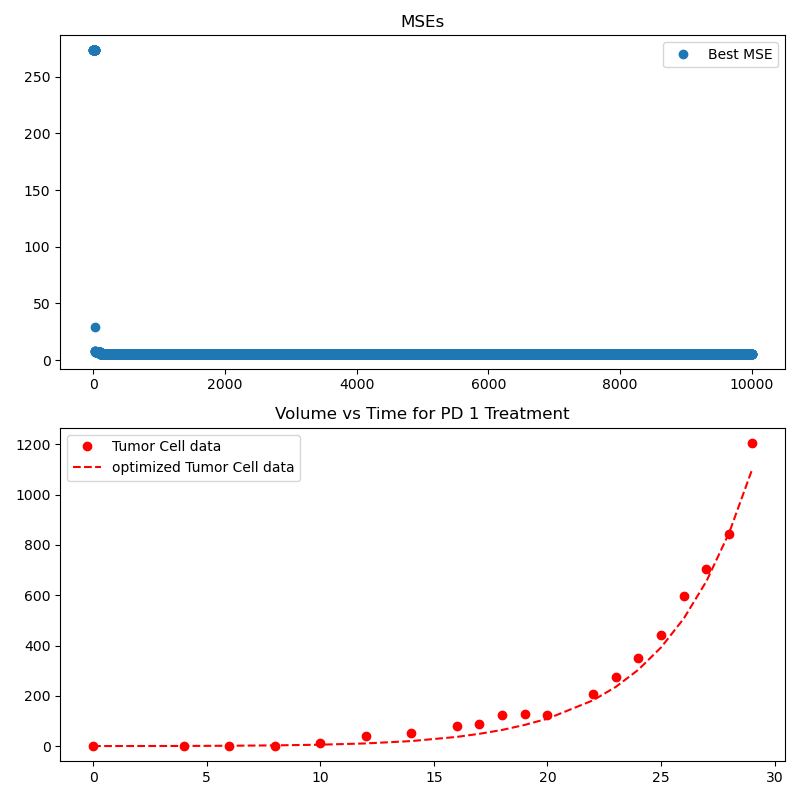 MSEs
Best MSE
250
200
150
100
50
0
0 2000 4000 6000 8000 10000
Volume vs Time for PD 1 Treatment
Tumor Cell data
optimized Tumor Cell data
1200
1000
800
600
400
200
0
0 5 10 15 20 25 30